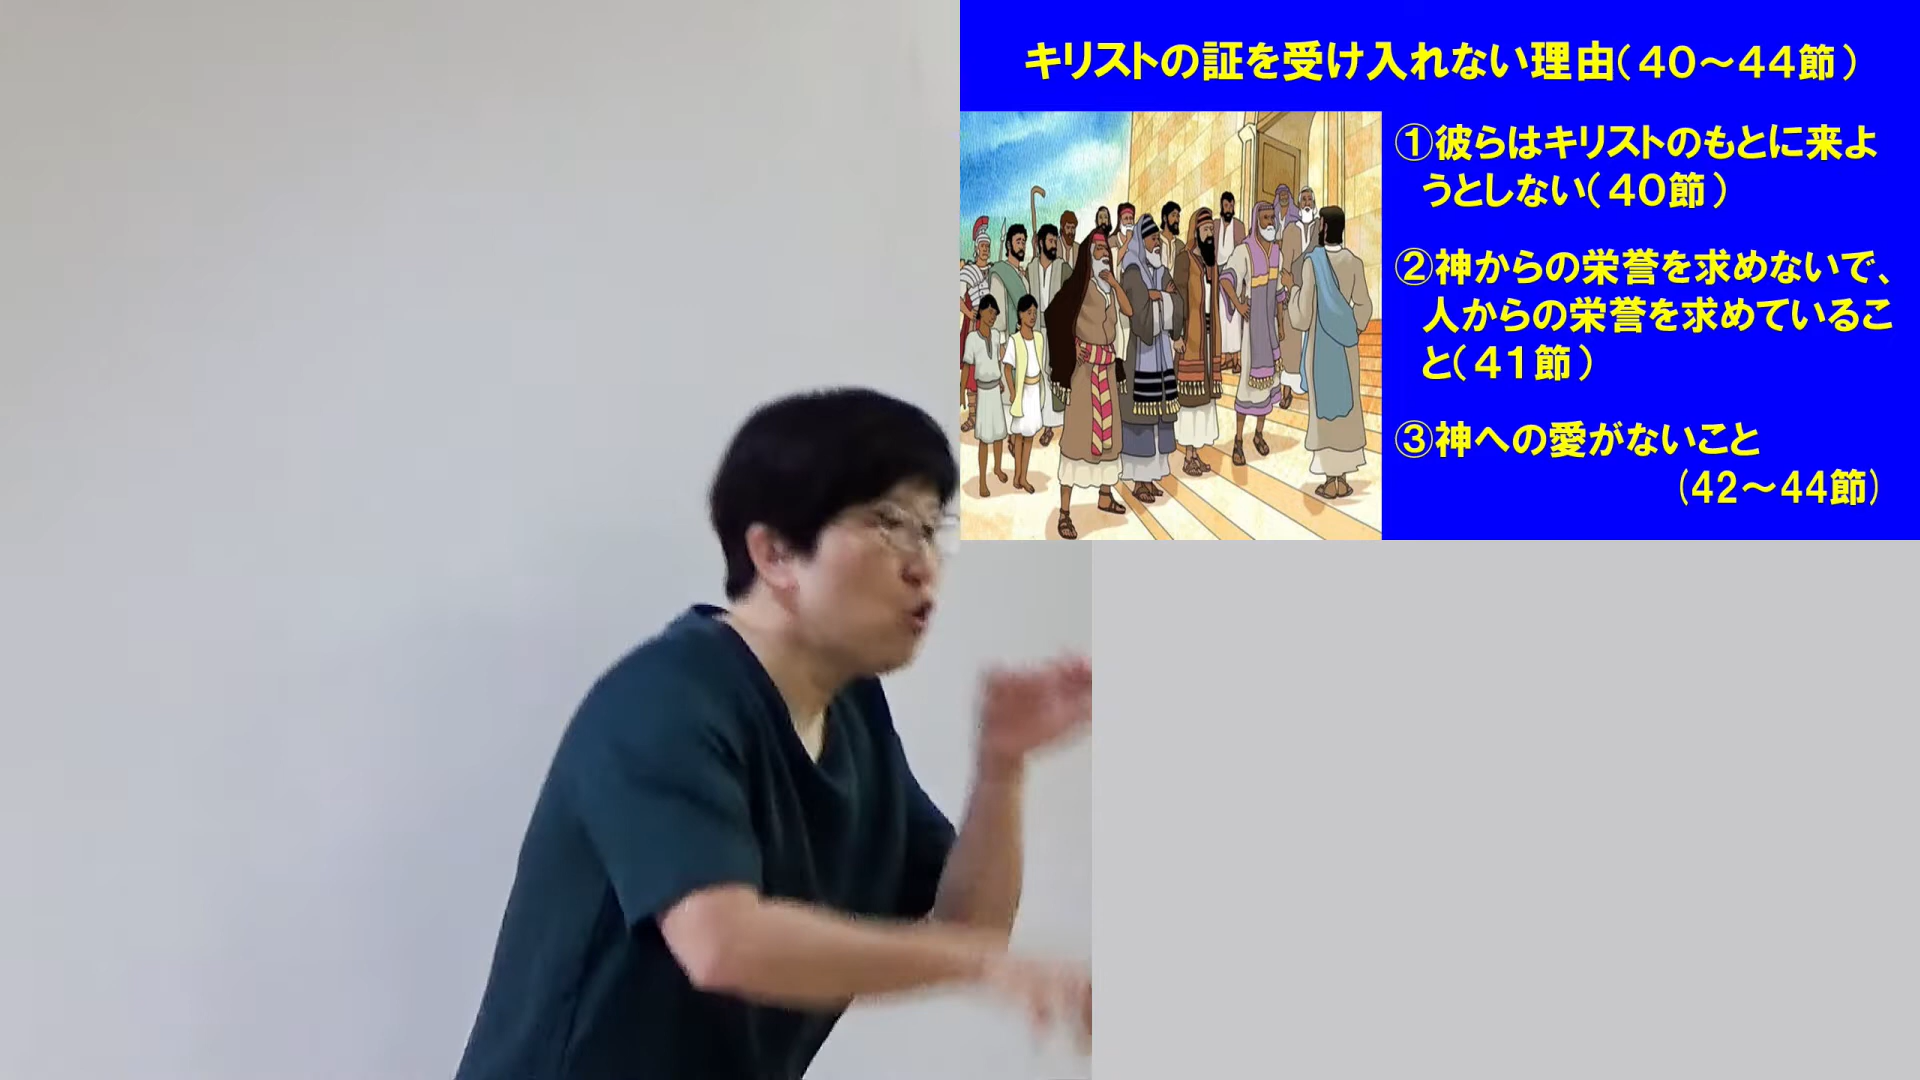 キリストの証を受け入れない理由（４０～４４節）
①彼らはキリストのもとに来よ
うとしない（４０節）
②神からの栄誉を求めないで、
人からの栄誉を求めているこ
と（４１節）
③神への愛がないこと
(42～44節)